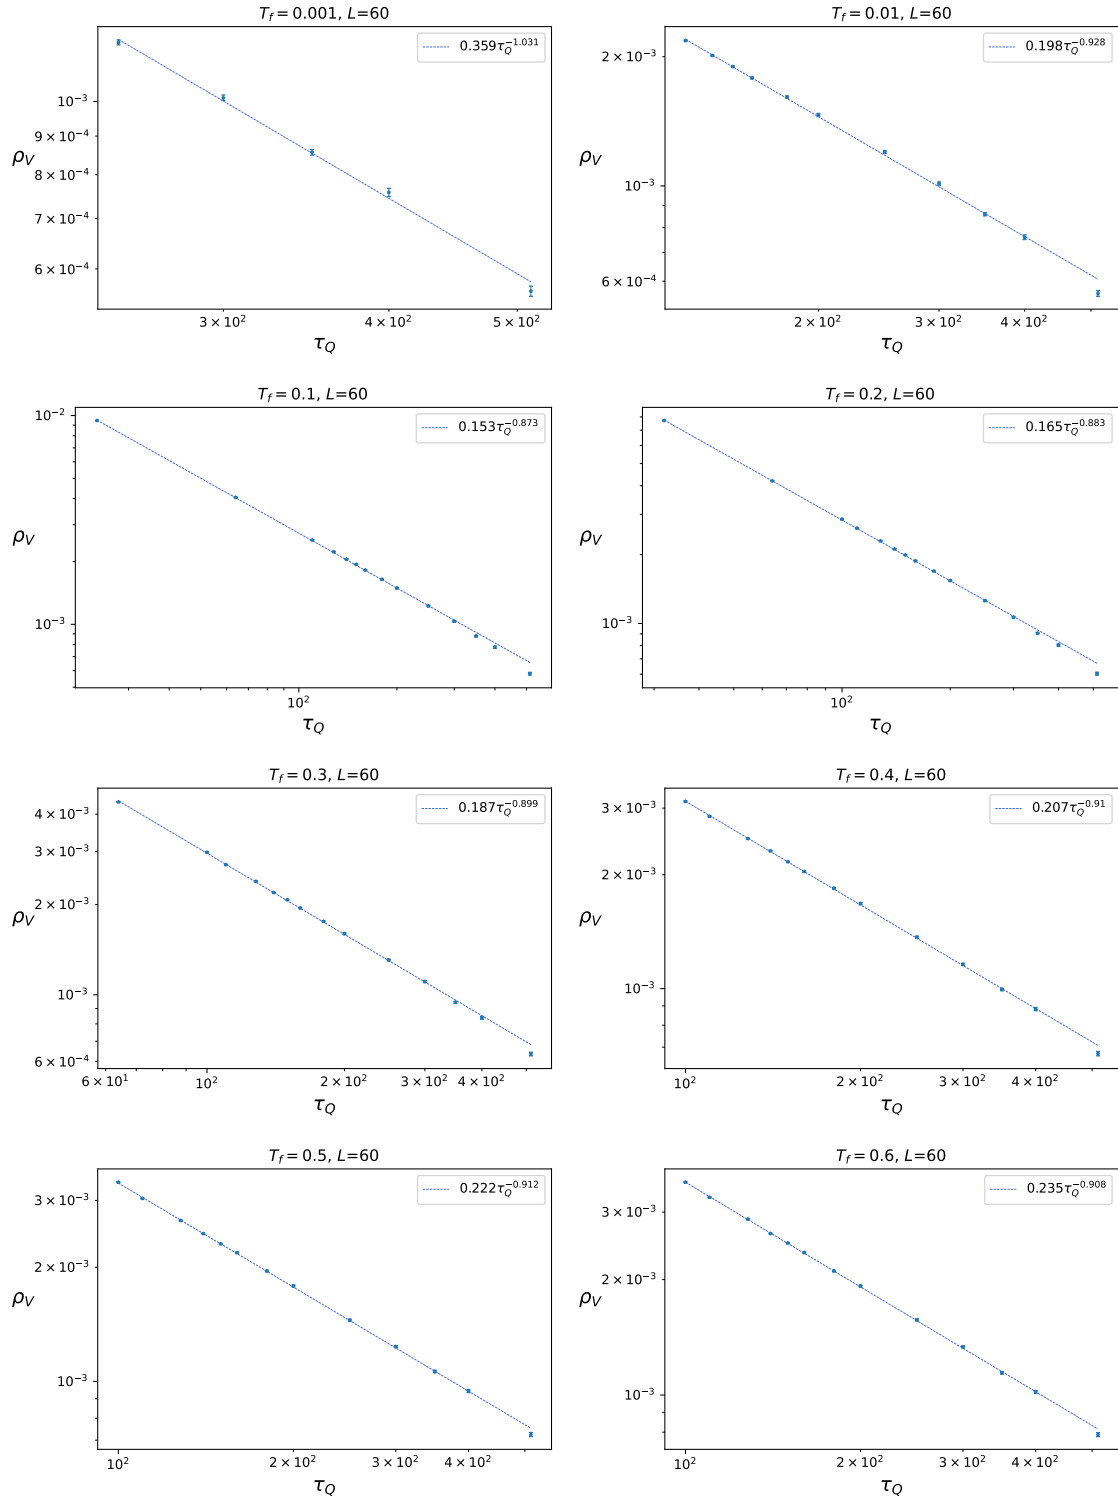 T_f = 0.001, L=60
0.359τ_Q^−1.031
10^−3
9 × 10^−4
ρ_V
8 × 10^−4
7 × 10^−4
6 × 10^−4
3 × 10^2 4 × 10^2 5 × 10^2
τ_Q
T_f = 0.01, L=60
0.198τ_Q^−0.928
2 × 10^−3
ρ_V
10^−3
6 × 10^−4
2 × 10^2 3 × 10^2 4 × 10^2
τ_Q
T_f = 0.1, L=60
10^−2
0.153τ_Q^−0.873
ρ_V
10^−3
10^2
τ_Q
T_f = 0.2, L=60
0.165τ_Q^−0.883
ρ_V
10^−3
10^2
τ_Q
T_f = 0.3, L=60
0.187τ_Q^−0.899
4 × 10^−3
3 × 10^−3
2 × 10^−3
ρ_V
10^−3
6 × 10^−4
6 × 10^1 10^2 2 × 10^2 3 × 10^2 4 × 10^2
τ_Q
T_f = 0.4, L=60
0.207τ_Q^−0.91
3 × 10^−3
2 × 10^−3
ρ_V
10^−3
10^2 2 × 10^2 3 × 10^2 4 × 10^2
τ_Q
T_f = 0.5, L=60
0.222τ_Q^−0.912
3 × 10^−3
2 × 10^−3
ρ_V
10^−3
10^2 2 × 10^2 3 × 10^2 4 × 10^2
τ_Q
T_f = 0.6, L=60
0.235τ_Q^−0.908
3 × 10^−3
2 × 10^−3
ρ_V
10^−3
10^2 2 × 10^2 3 × 10^2 4 × 10^2
τ_Q